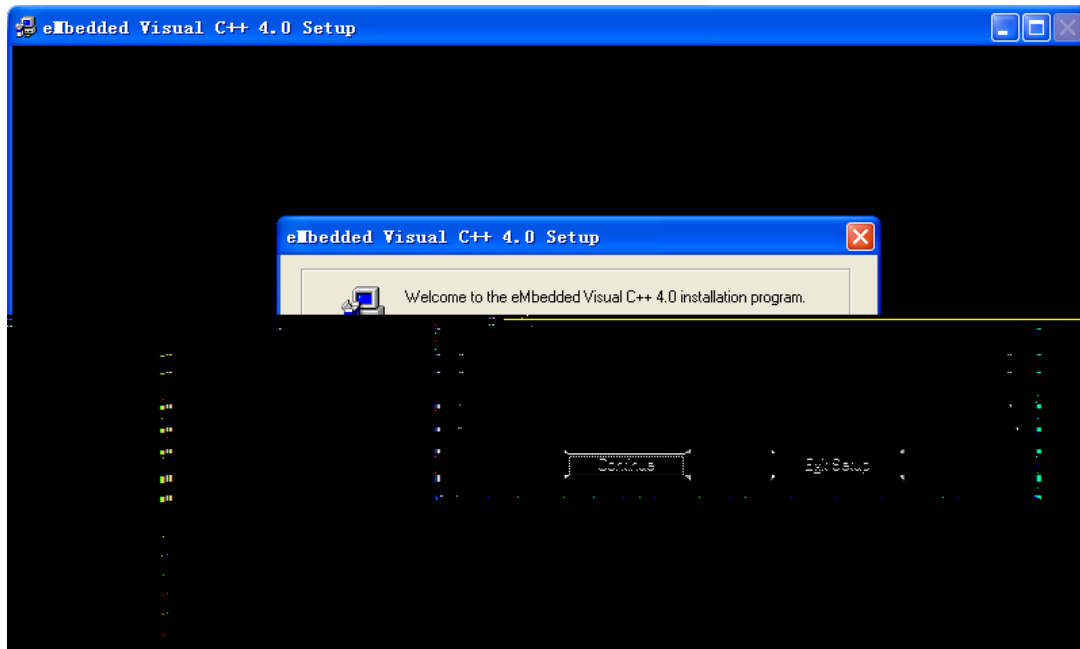 eMbedded Visual C++ 4.0 Setup
eMbedded Visual C++ 4.0 Setup
Welcome to the eMbedded Visual C++ 4.0 installation program.
Continue
Exit Setup